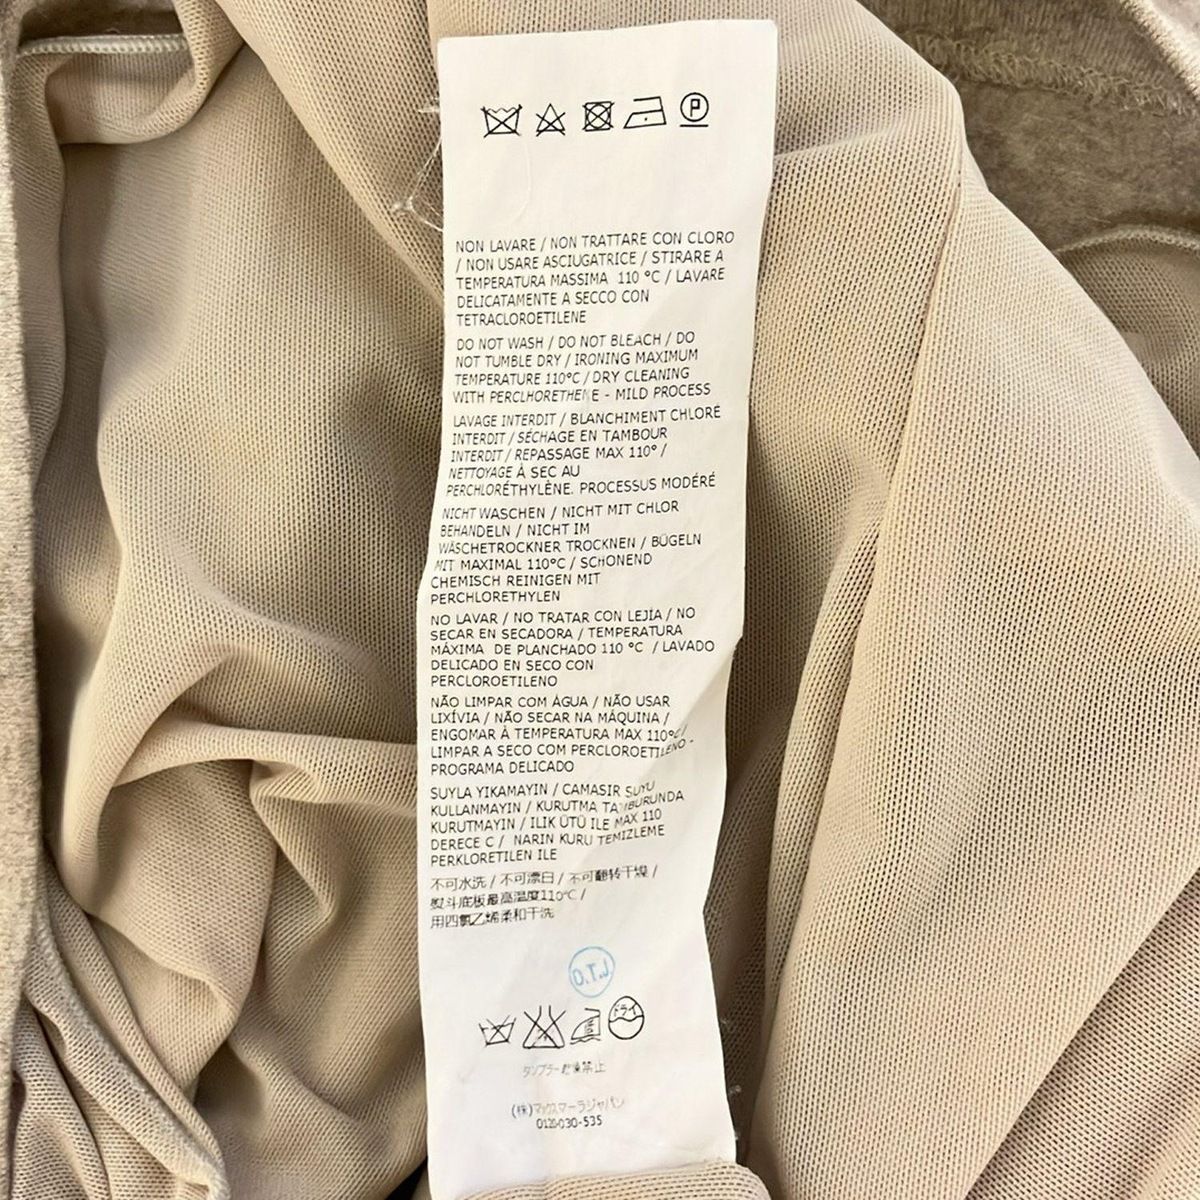 P
NON LAVARE / NON TRATTARE CON CLORO
/ NON USARE ASCIUGATRICE / STIRARE A
TEMPERATURA MASSIMA 110 °C / LAVARE
DELICATAMENTE A SECCO CON
TETRACLOROETILENE
DO NOT WASH / DO NOT BLEACH / DO
NOT TUMBLE DRY / IRONING MAXIMUM
TEMPERATURE 110°C / DRY CLEANING
WITH PERCLHORETHENE - MILD PROCESS
LAVAGE INTERDIT / BLANCHIMENT CHLORÉ
INTERDIT / SÉCHAGE EN TAMBOUR
INTERDIT / REPASSAGE MAX 110° /
NETTOYAGE À SEC AU
PERCHLORÉTHYLÈNE. PROCESSUS MODÉRÉ
NICHT WASCHEN / NICHT MIT CHLOR
BEHANDELN / NICHT IM
WÄSCHETROCKNER TROCKNEN / BÜGELN
MIT MAXIMAL 110°C / SCHONEND
CHEMISCH REINIGEN MIT
PERCHLORETHYLEN
NO LAVAR / NO TRATAR CON LEJÍA / NO
SECAR EN SECADORA / TEMPERATURA
MÁXIMA DE PLANCHADO 110 °C / LAVADO
DELICADO EN SECO CON
PERCLOROETILENO
NÃO LIMPAR COM ÁGUA / NÃO USAR
LIXÍVIA / NÃO SECAR NA MÁQUINA /
ENGOMAR À TEMPERATURA MAX 110°C/
LIMPAR A SECO COM PERCLOROETILENO -
PROGRAMA DELICADO
SUYLA YIKAMAYIN / CAMASIR SUYU
KULLANMAYIN / KURUTMA TAMBURUNDA
KURUTMAYIN / ILIK ÜTÜ ILE MAX 110
DERECE C / NARIN KURU TEMIZLEME
PERKLORETILEN ILE
不可水洗 / 不可漂白 / 不可翻转干燥 /
熨斗底板最高温度110°C /
用四氯乙烯柔和干洗
L.T.O
ドライ
タンブラー乾燥禁止
(株)マックスマーラジャパン
0120-030-535